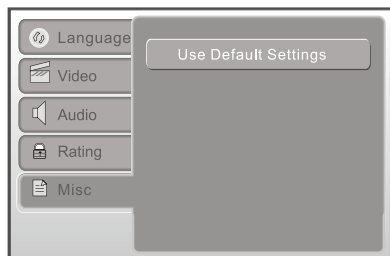 Language
Video
Audio
Rating
Misc
Use Default Settings